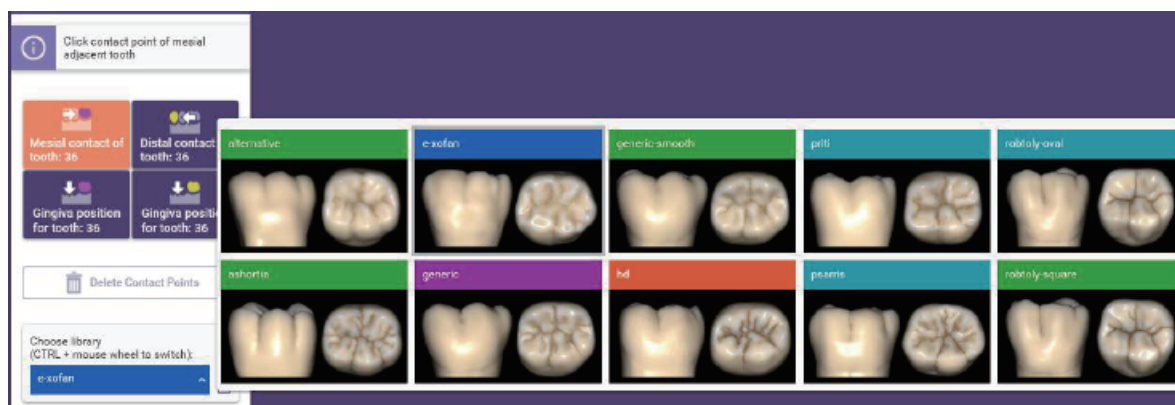 Click contact point of mesial
adjacent tooth
Mesial contact of
tooth: 36
Distal contact
tooth: 36
Gingiva position
for tooth: 36
Gingiva positi
for tooth: 36
Delete Contact Points
Choose library
(CTRL + mouse wheel to switch):
e-xofan
alternative
e-xofan
generic-smooth
priti
robtoly-oval
ashortia
generic
hd
psarris
robtoly-square